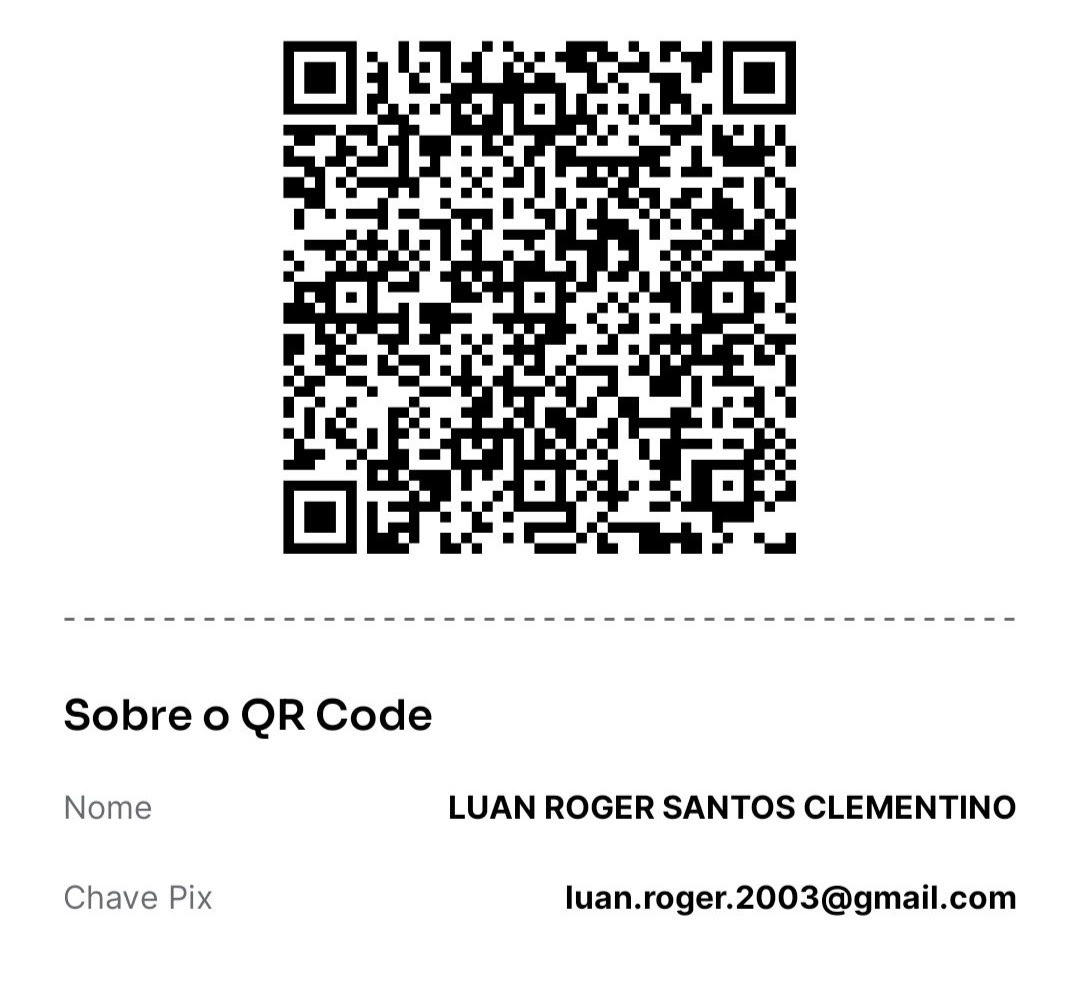 Sobre o QR Code
Nome LUAN ROGER SANTOS CLEMENTINO
Chave Pix luan.roger.2003@gmail.com